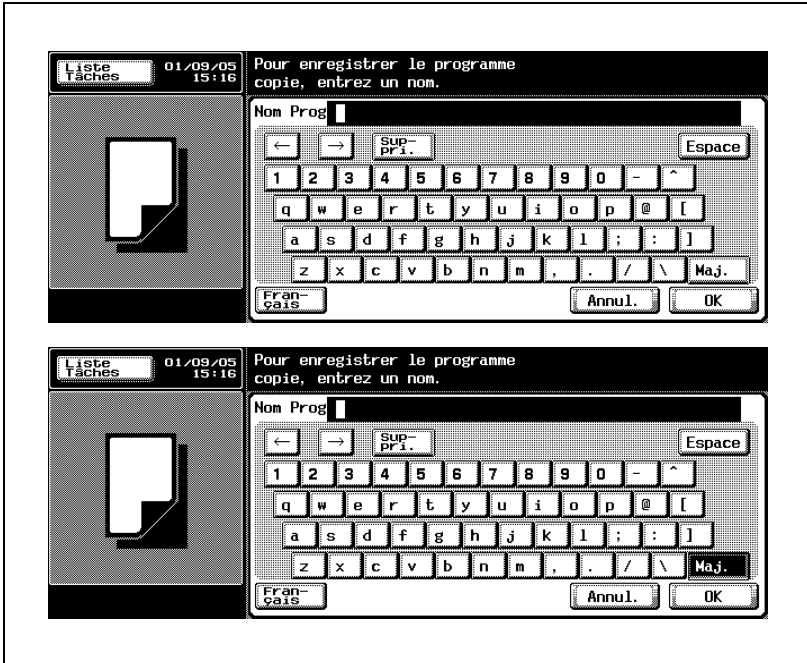 Liste
Tâches
01/09/05
15:16
Pour enregistrer le programme
copie, entrez un nom.
Nom Prog
← → Sup-
pri.
Espace
1 2 3 4 5 6 7 8 9 0 - ^
q w e r t y u i o p @ [
a s d f g h j k l ; : ]
z x c v b n m , . / \ Maj.
Fran-
çais
Annul. OK
Liste
Tâches
01/09/05
15:16
Pour enregistrer le programme
copie, entrez un nom.
Nom Prog
← → Sup-
pri.
Espace
1 2 3 4 5 6 7 8 9 0 - ^
q w e r t y u i o p @ [
a s d f g h j k l ; : ]
z x c v b n m , . / \ Maj.
Fran-
çais
Annul. OK